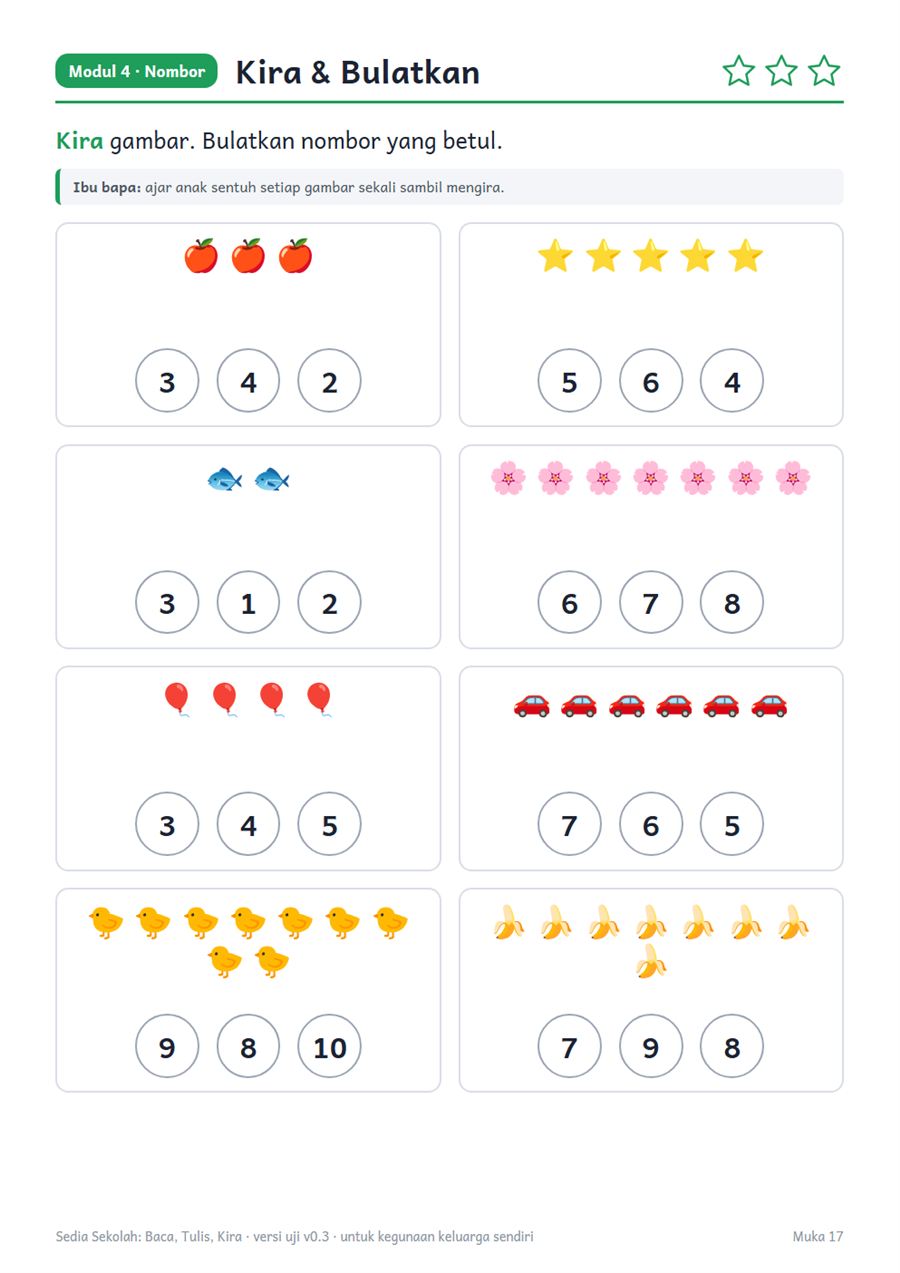 Modul 4 · Nombor
Kira & Bulatkan
Kira gambar. Bulatkan nombor yang betul.
Ibu bapa: ajar anak sentuh setiap gambar sekali sambil mengira.
3 4 2
5 6 4
3 1 2
6 7 8
3 4 5
7 6 5
9 8 10
7 9 8
Sedia Sekolah: Baca, Tulis, Kira · versi uji v0.3 · untuk kegunaan keluarga sendiri
Muka 17